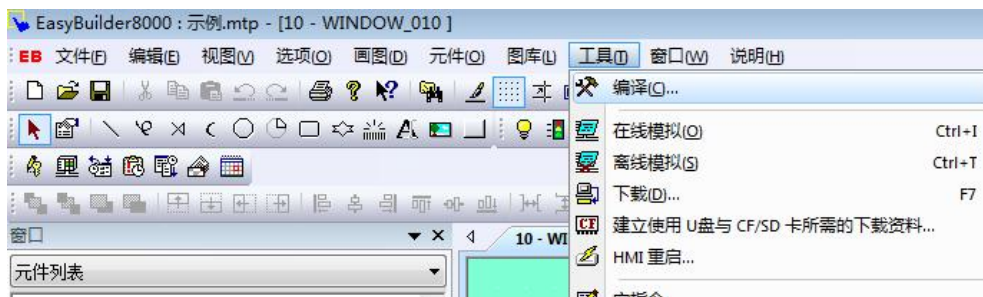 EasyBuilder8000 : 示例.mtp - [10 - WINDOW_010 ]
EB 文件(F) 编辑(E) 视图(V) 选项(O) 画图(D) 元件(O) 图库(L) 工具(T) 窗口(W) 说明(H)
编译(C)...
在线模拟(O) Ctrl+I
离线模拟(S) Ctrl+T
下载(D)... F7
CF 建立使用 U盘与 CF/SD 卡所需的下载资料...
窗口 10 - WI
HMI 重启...
元件列表